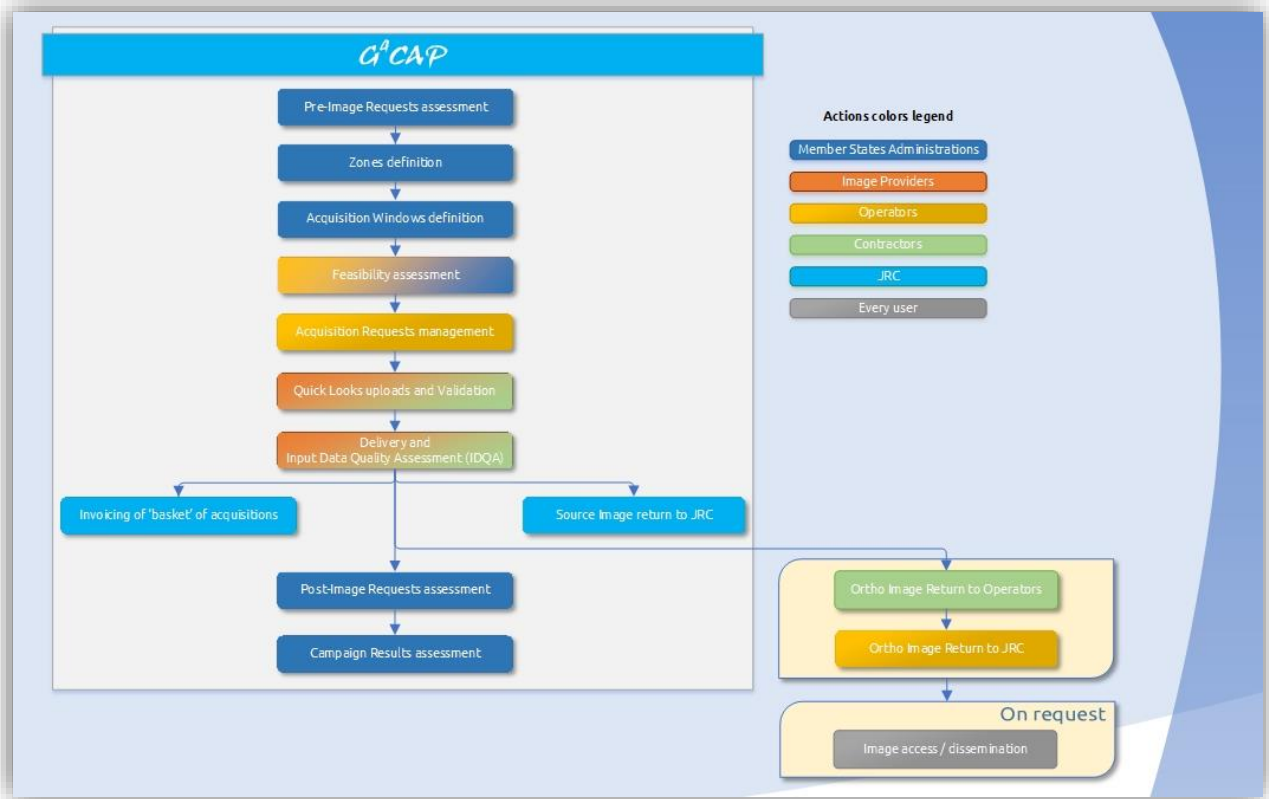 G⁴CAP
Pre-Image Requests assessment
Zones definition
Acquisition Windows definition
Feasibility assessment
Acquisition Requests management
Quick Looks uploads and Validation
Delivery and
Input Data Quality Assessment (IDQA)
Invoicing of 'basket' of acquisitions
Source Image return to JRC
Post-Image Requests assessment
Campaign Results assessment
Actions colors legend
Member States Administrations
Image Providers
Operators
Contractors
JRC
Every user
Ortho Image Return to Operators
Ortho Image Return to JRC
On request
Image access / dissemination